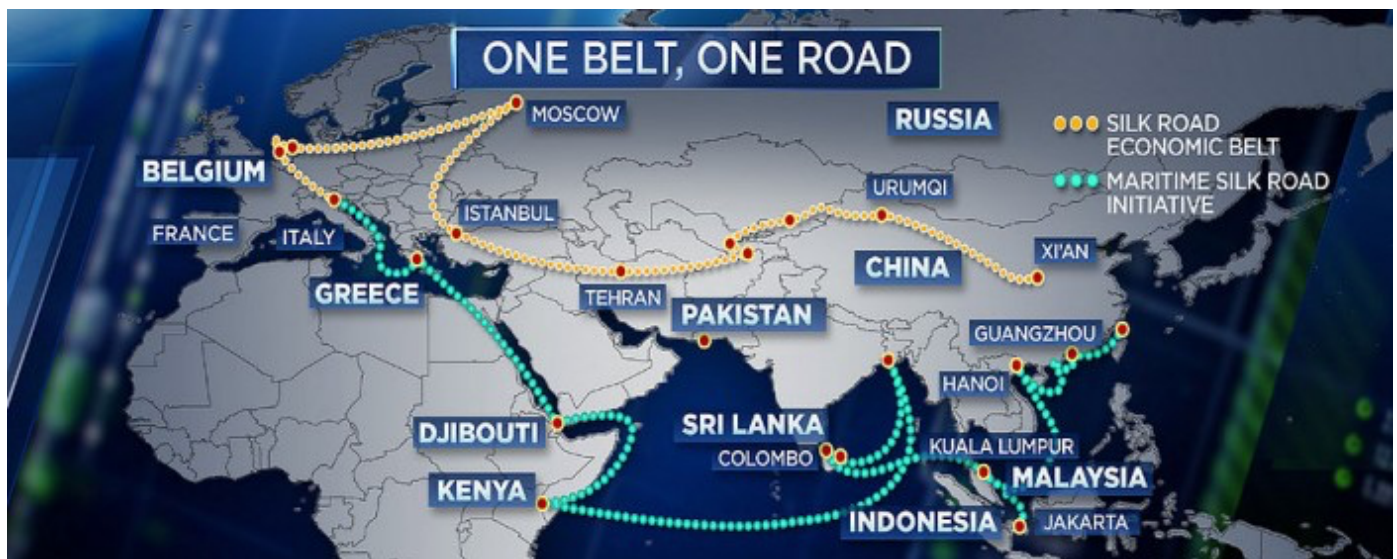 ONE BELT, ONE ROAD
MOSCOW
RUSSIA
SILK ROAD
ECONOMIC BELT
MARITIME SILK ROAD
INITIATIVE
BELGIUM
URUMQI
FRANCE
ITALY
ISTANBUL
XI'AN
CHINA
GREECE
TEHRAN
PAKISTAN
GUANGZHOU
HANOI
DJIBOUTI
SRI LANKA
COLOMBO
KUALA LUMPUR
MALAYSIA
KENYA
INDONESIA
JAKARTA